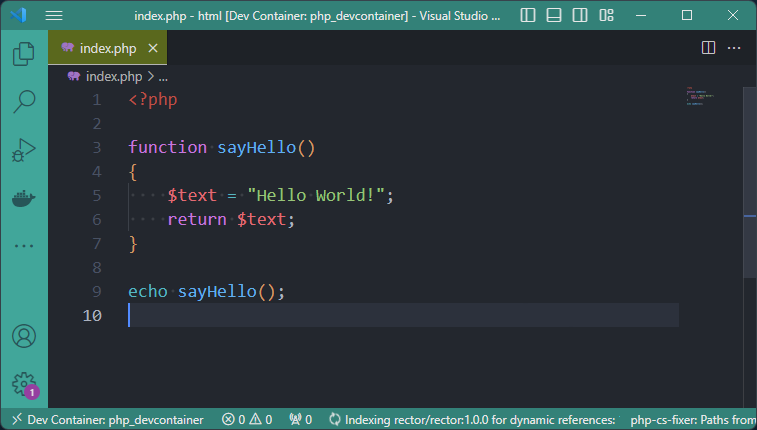 index.php - html [Dev Container: php_devcontainer] - Visual Studio ...
index.php
index.php > ...
1 <?php
2
3 function sayHello()
4 {
5 $text = "Hello World!";
6 return $text;
7 }
8
9 echo sayHello();
10
1
Dev Container: php_devcontainer 0 0 0 Indexing rector/rector:1.0.0 for dynamic references: php-cs-fixer: Paths from